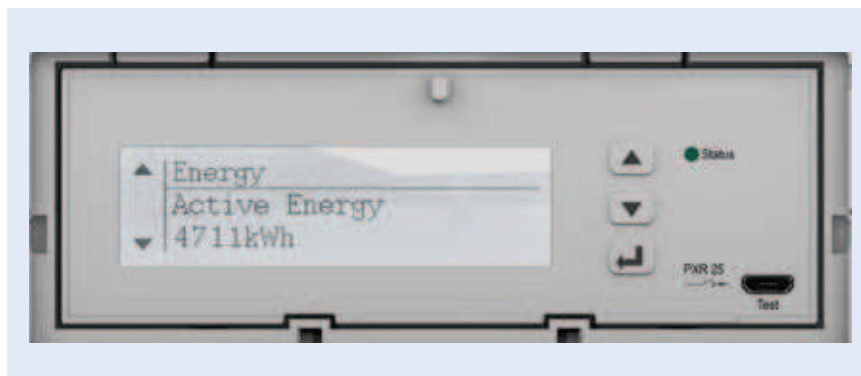 Energy
Active Energy
4711kWh
Status
PXR 25
Test